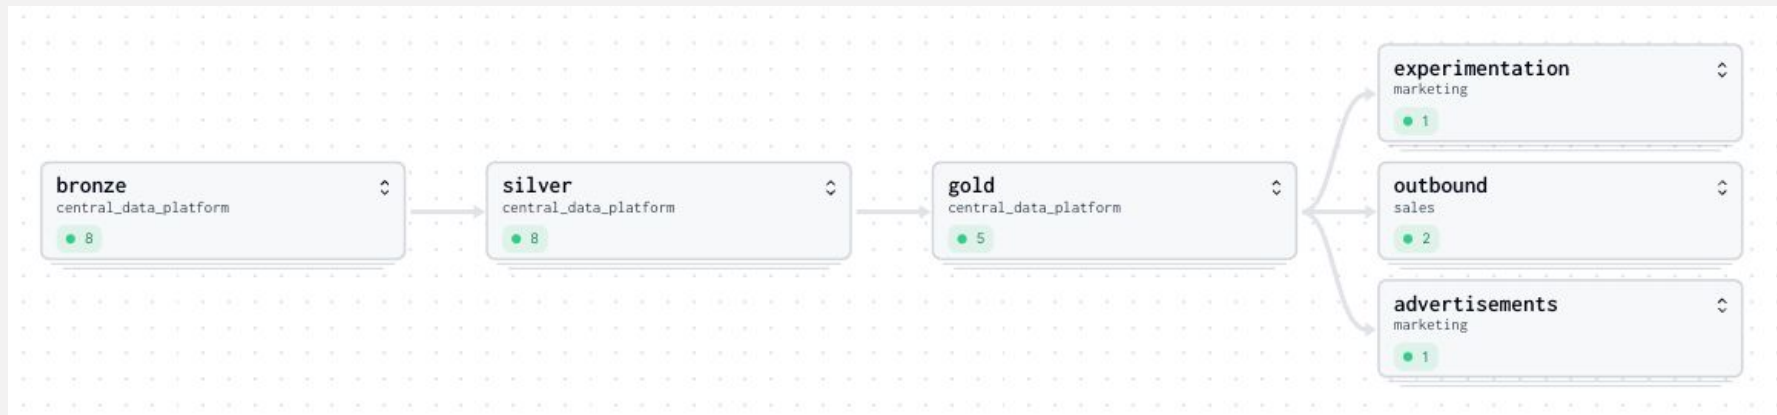 experimentation
marketing
1
bronze
central_data_platform
8
silver
central_data_platform
8
gold
central_data_platform
5
outbound
sales
2
advertisements
marketing
1